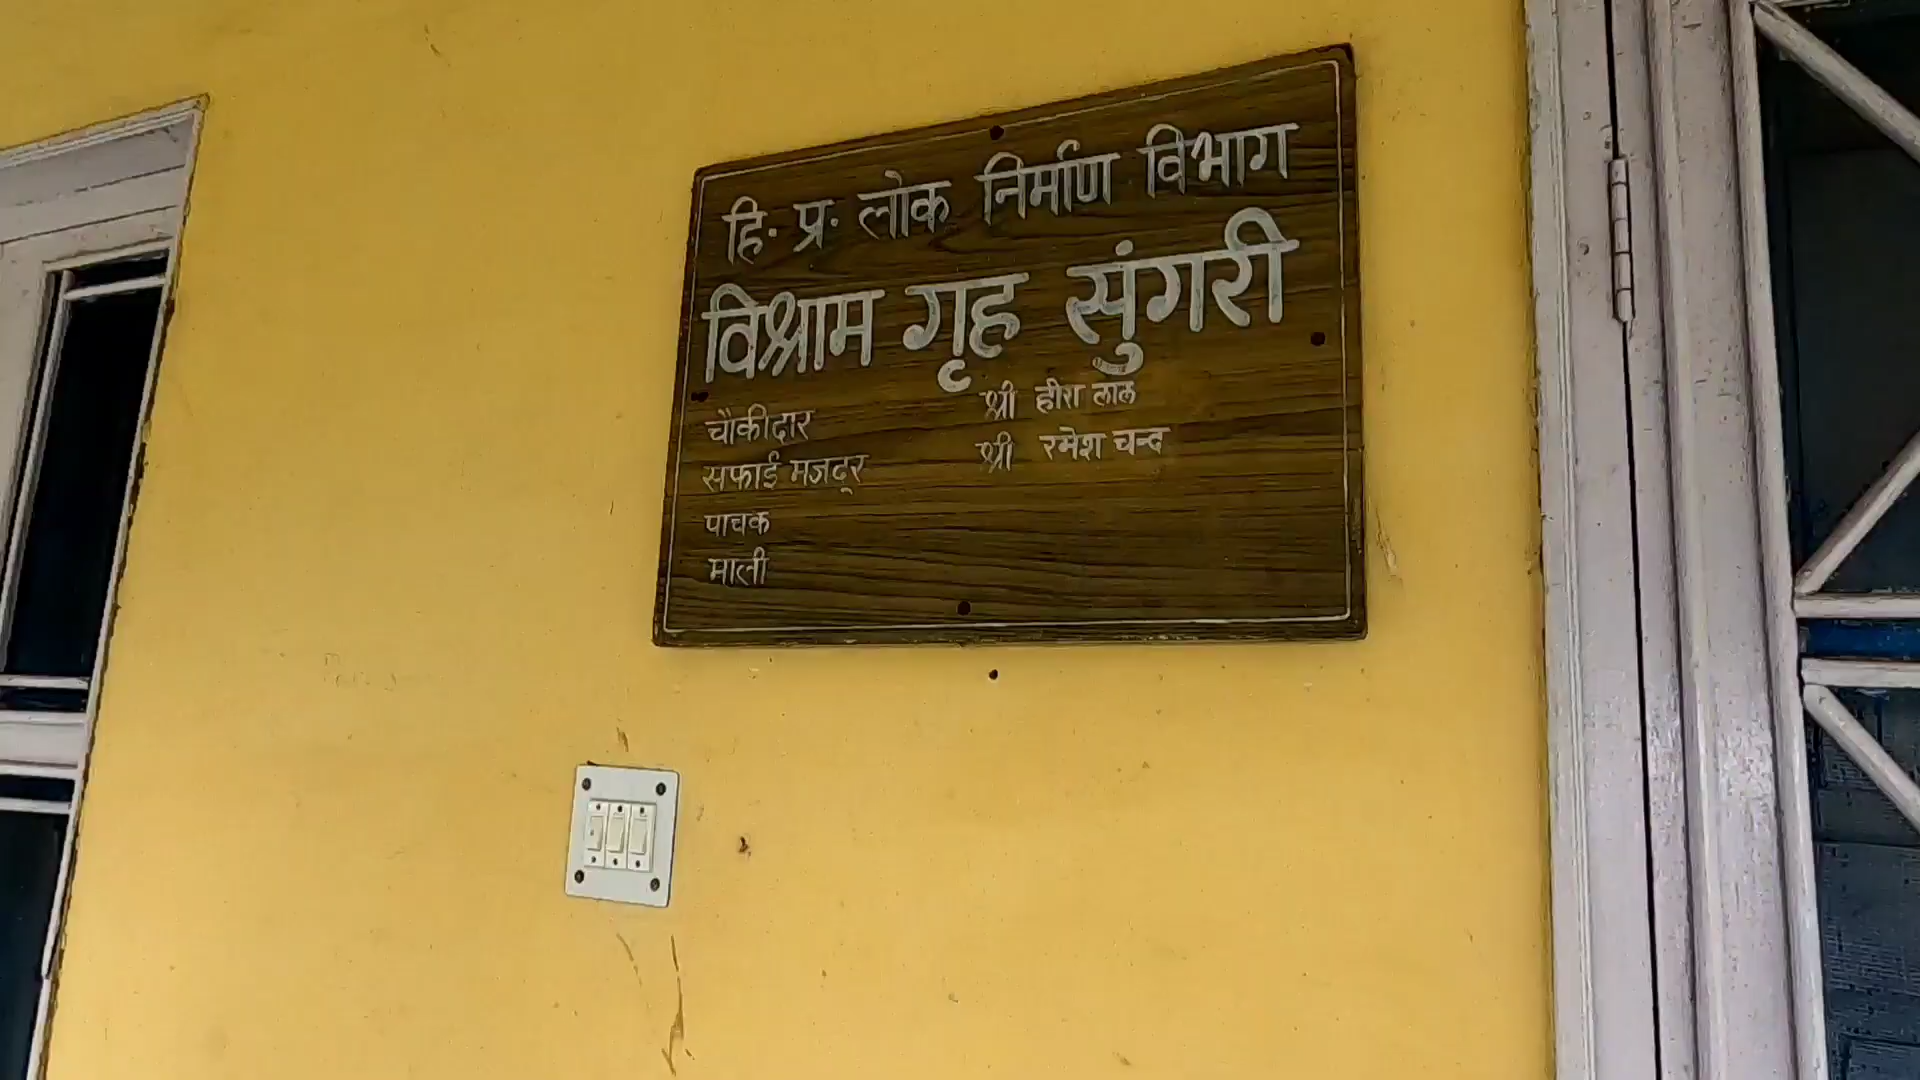 हि. प्र. लोक निर्माण विभाग
विश्राम गृह सुंगरी
चौकीदार श्री हीरा लाल
सफाई मजदूर श्री रमेश चन्द
पाचक
माली